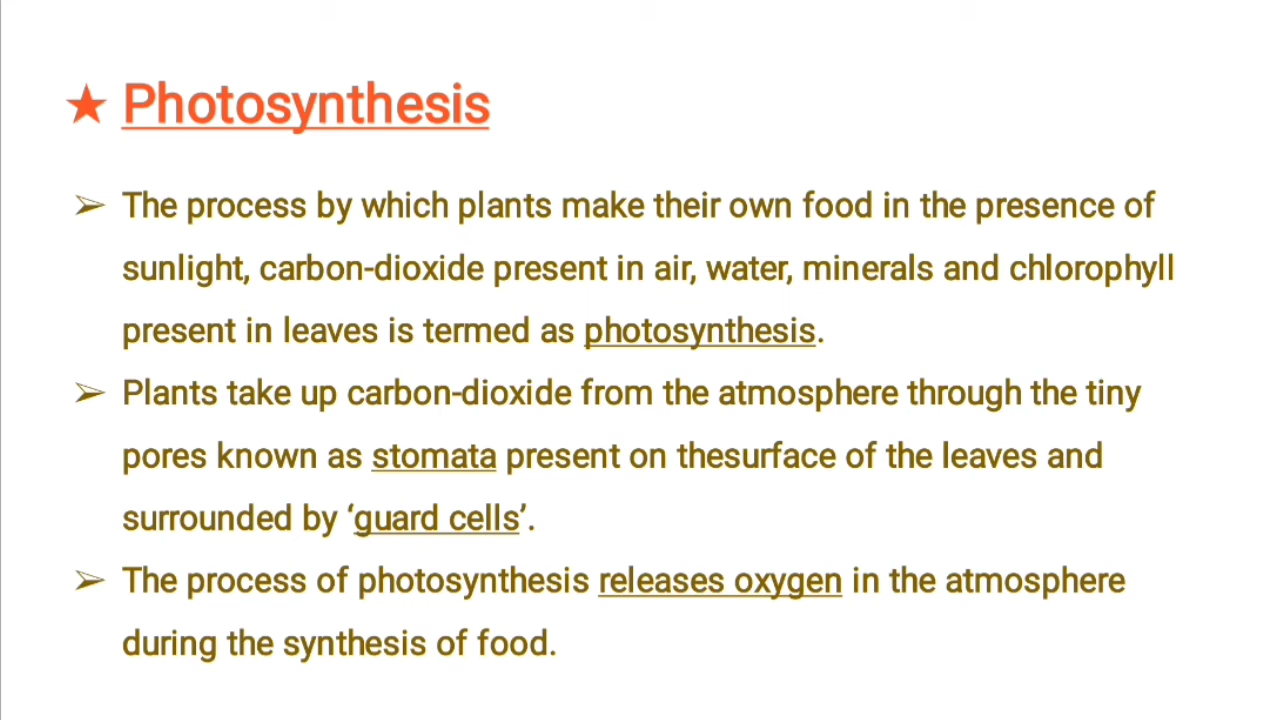 ★ Photosynthesis
➢ The process by which plants make their own food in the presence of
sunlight, carbon-dioxide present in air, water, minerals and chlorophyll
present in leaves is termed as photosynthesis.
➢ Plants take up carbon-dioxide from the atmosphere through the tiny
pores known as stomata present on thesurface of the leaves and
surrounded by ‘guard cells’.
➢ The process of photosynthesis releases oxygen in the atmosphere
during the synthesis of food.